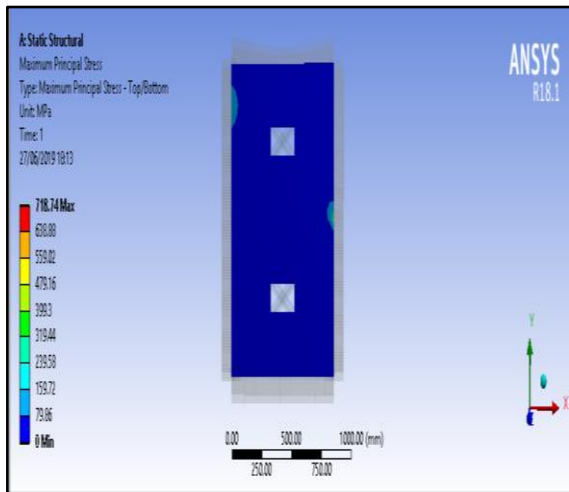 A: Static Structural
Maximum Principal Stress
Type: Maximum Principal Stress - Top/Bottom
Unit: MPa
Time: 1
27/06/2019 18:13
ANSYS
R18.1
718.74 Max
638.88
559.02
479.16
399.3
319.44
239.58
159.72
79.86
0 Min
Y
X
0.00 500.00 1000.00 (mm)
250.00 750.00